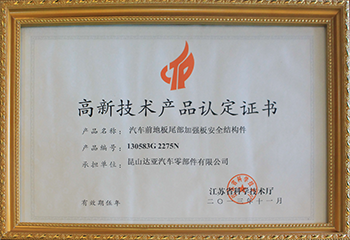 高新技术产品认定证书
产品名称： 汽车前地板尾部加强板安全结构件
产品编号： 130583G 2275N
承担单位： 昆山达亚汽车零部件有限公司
江苏省科学技术厅
有效期伍年
二〇一三年十一月